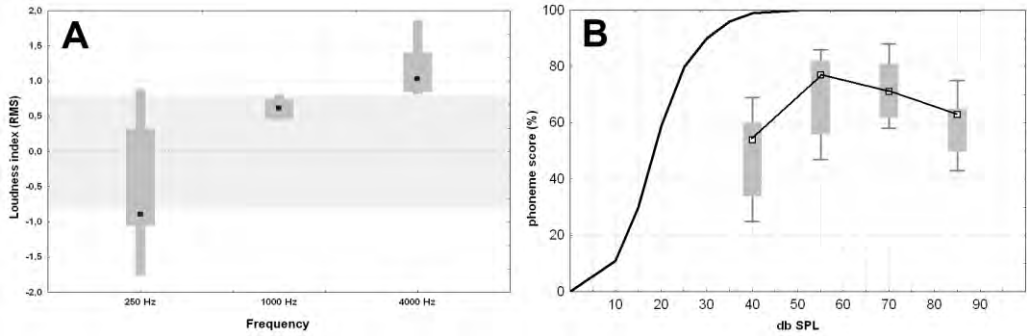 A
Loudness index (RMS)
2,0
1,5
1,0
0,5
0,0
-0,5
-1,0
-1,5
2,0
250 Hz
1000 Hz
4000 Hz
Frequency
B
phoneme score (%)
100
80
60
40
20
0
10
20
30
40
50
60
70
80
90
db SPL